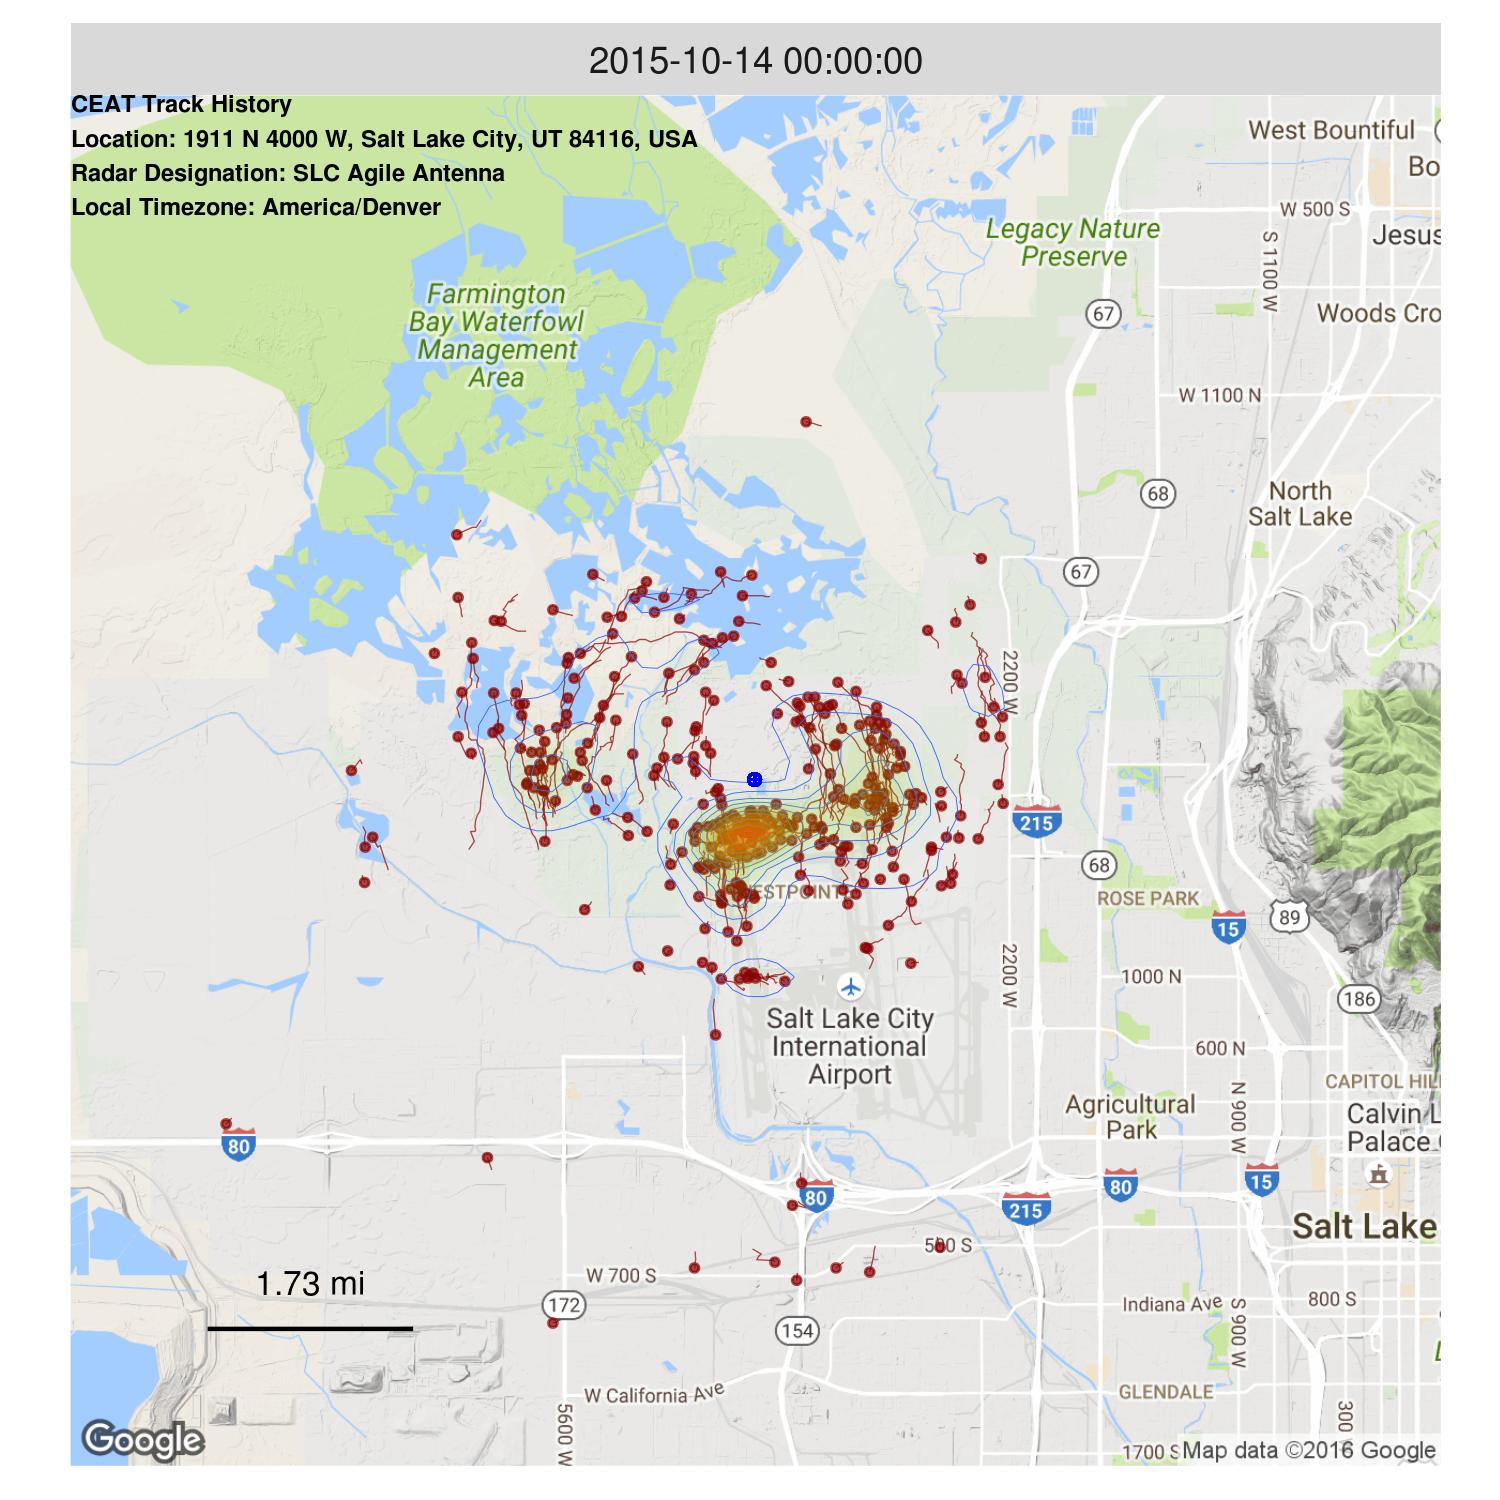 2015-10-14 00:00:00
CEAT Track History
Location: 1911 N 4000 W, Salt Lake City, UT 84116, USA
Radar Designation: SLC Agile Antenna
Local Timezone: America/Denver
West Bountiful
Bo
W 500 S
Legacy Nature
Preserve
Jesus
S 1100 W
Farmington
Bay Waterfowl
Management
Area
67
Woods Cro
W 1100 N
68
North
Salt Lake
67
2200 W
215
68
ESTPOINT
ROSE PARK
15
89
2200 W
1000 N
186
Salt Lake City
International
Airport
600 N
CAPITOL HIL
N 900 W
Agricultural
Park
Calvin L
Palace
80
80
215
80
15
Salt Lake
500 S
W 700 S
1.73 mi
172
154
Indiana Ave
S 900 W
800 S
L
W California Ave
GLENDALE
5600 W
300
Google
1700 S
Map data ©2016 Google